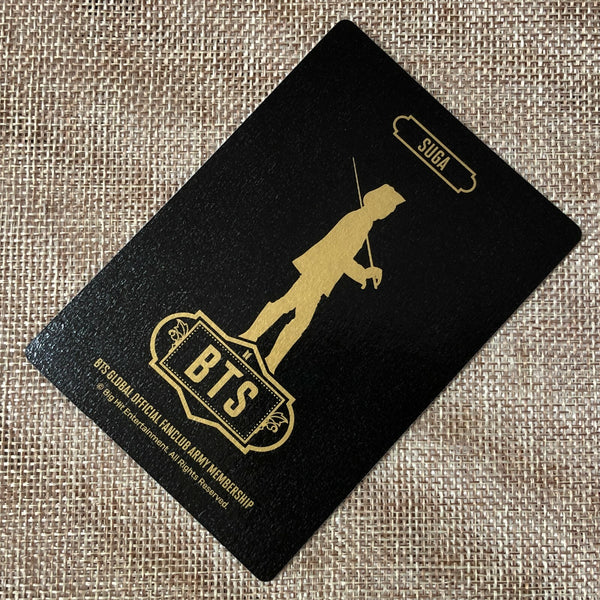 SUGA
BTS
BTS GLOBAL OFFICIAL FANCLUB ARMY MEMBERSHIP
© Big Hit Entertainment. All Rights Reserved.